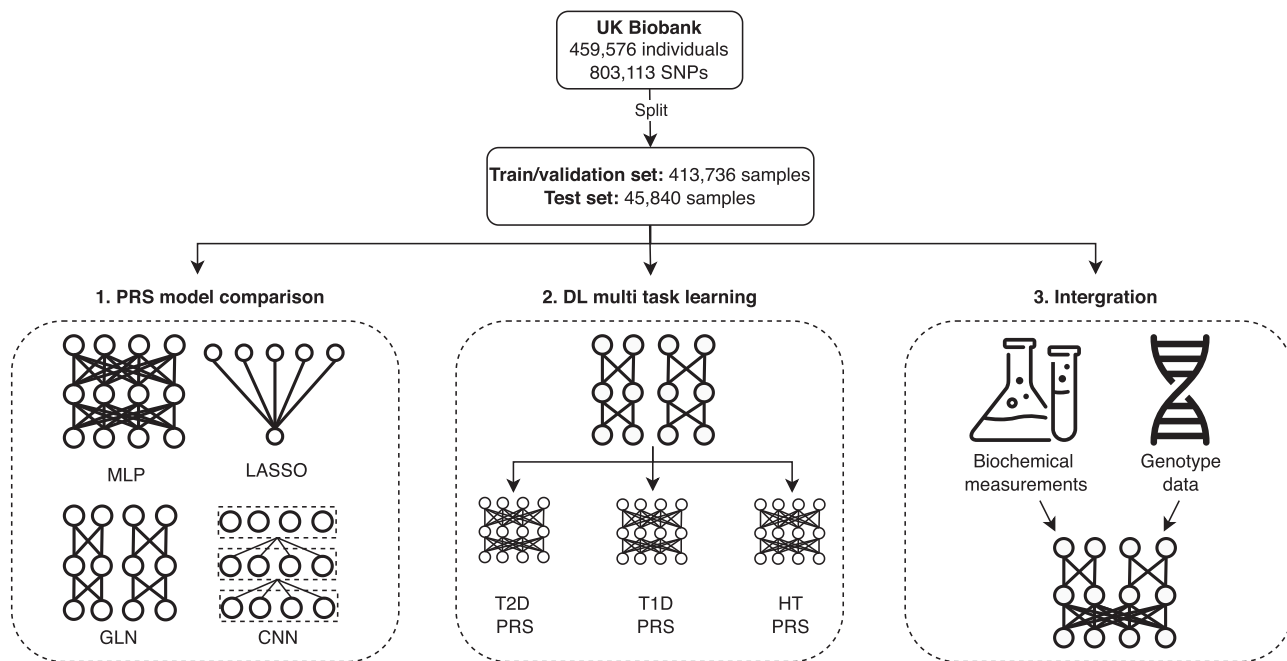 UK Biobank
459,576 individuals
803,113 SNPs
Split
Train/validation set: 413,736 samples
Test set: 45,840 samples
1. PRS model comparison
MLP
LASSO
GLN
CNN
2. DL multi task learning
T2D
PRS
T1D
PRS
HT
PRS
3. Intergration
Biochemical
measurements
Genotype
data